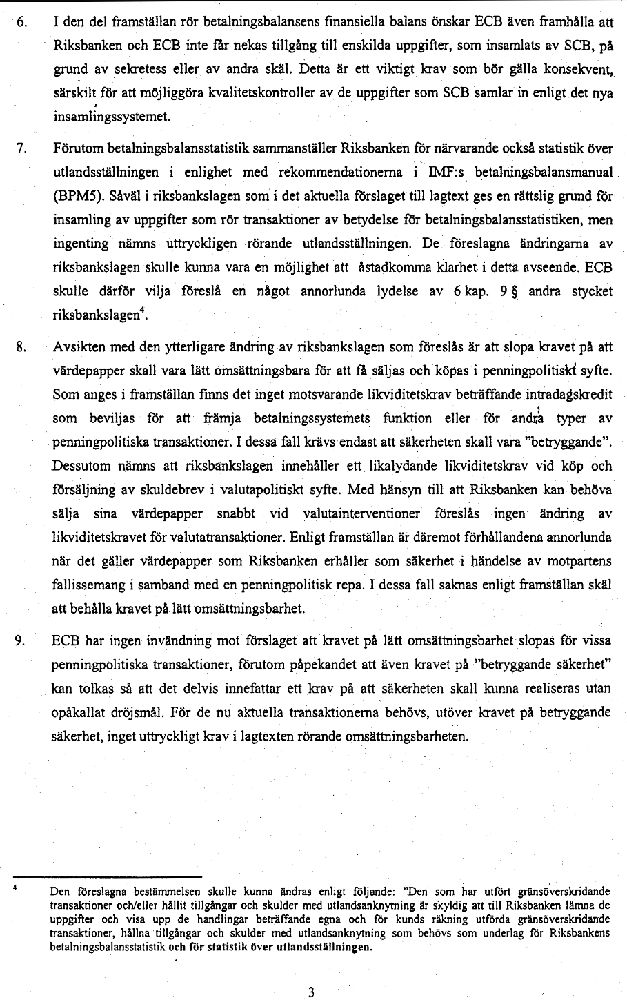 6. I den del framställan rör betalningsbalansens finansiella balans önskar ECB även framhålla att
Riksbanken och ECB inte får nekas tillgång till enskilda uppgifter, som insamlats av SCB, på
grund av sekretess eller av andra skäl. Detta är ett viktigt krav som bör gälla konsekvent,
särskilt för att möjliggöra kvalitetskontroller av de uppgifter som SCB samlar in enligt det nya
insamlingssystemet.
7. Förutom betalningsbalansstatistik sammanställer Riksbanken för närvarande också statistik över
utlandsställningen i enlighet med rekommendationerna i IMF:s betalningsbalansmanual
(BPM5). Såväl i riksbankslagen som i det aktuella förslaget till lagtext ges en rättslig grund för
insamling av uppgifter som rör transaktioner av betydelse för betalningsbalansstatistiken, men
ingenting nämns uttryckligen rörande utlandsställningen. De föreslagna ändringarna av
riksbankslagen skulle kunna vara en möjlighet att åstadkomma klarhet i detta avseende. ECB
skulle därför vilja föreslå en något annorlunda lydelse av 6 kap. 9 § andra stycket
riksbankslagen⁴.
8. Avsikten med den ytterligare ändring av riksbankslagen som föreslås är att slopa kravet på att
värdepapper skall vara lätt omsättningsbara för att få säljas och köpas i penningpolitiskt syfte.
Som anges i framställan finns det inget motsvarande likviditetskrav beträffande intradagskredit
som beviljas för att främja betalningssystemets funktion eller för andra typer av
penningpolitiska transaktioner. I dessa fall krävs endast att säkerheten skall vara ”betryggande”.
Dessutom nämns att riksbankslagen innehåller ett likalydande likviditetskrav vid köp och
försäljning av skuldebrev i valutapolitiskt syfte. Med hänsyn till att Riksbanken kan behöva
sälja sina värdepapper snabbt vid valutainterventioner föreslås ingen ändring av
likviditetskravet för valutatransaktioner. Enligt framställan är däremot förhållandena annorlunda
när det gäller värdepapper som Riksbanken erhåller som säkerhet i händelse av motpartens
fallissemang i samband med en penningpolitisk repa. I dessa fall saknas enligt framställan skäl
att behålla kravet på lätt omsättningsbarhet.
9. ECB har ingen invändning mot förslaget att kravet på lätt omsättningsbarhet slopas för vissa
penningpolitiska transaktioner, förutom påpekandet att även kravet på ”betryggande säkerhet”
kan tolkas så att det delvis innefattar ett krav på att säkerheten skall kunna realiseras utan
opåkallat dröjsmål. För de nu aktuella transaktionerna behövs, utöver kravet på betryggande
säkerhet, inget uttryckligt krav i lagtexten rörande omsättningsbarheten.
4 Den föreslagna bestämmelsen skulle kunna ändras enligt följande: ”Den som har utfört gränsöverskridande
transaktioner och/eller hållit tillgångar och skulder med utlandsanknytning är skyldig att till Riksbanken lämna de
uppgifter och visa upp de handlingar beträffande egna och för kunds räkning utförda gränsöverskridande
transaktioner, hållna tillgångar och skulder med utlandsanknytning som behövs som underlag för Riksbankens
betalningsbalansstatistik och för statistik över utlandsställningen.
3